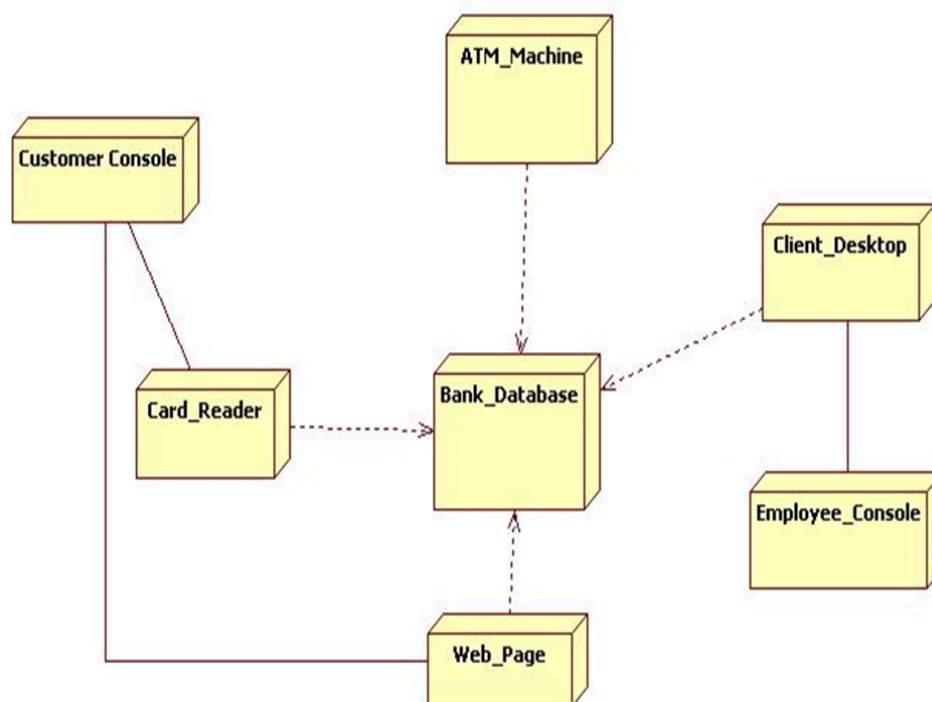 ATM_Machine
Customer Console
Client_Desktop
Bank_Database
Card_Reader
Employee_Console
Web_Page